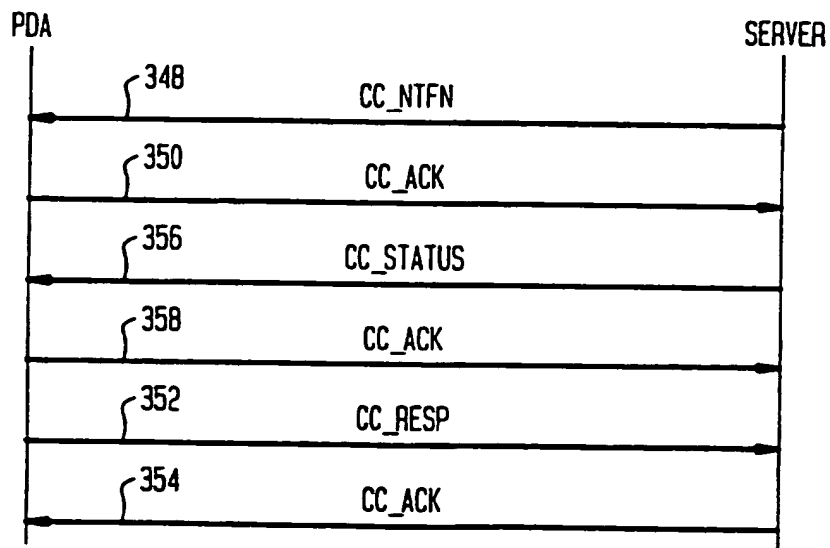 PDA
SERVER
348
CC_NTFN
350
CC_ACK
356
CC_STATUS
358
CC_ACK
352
CC_RESP
354
CC_ACK